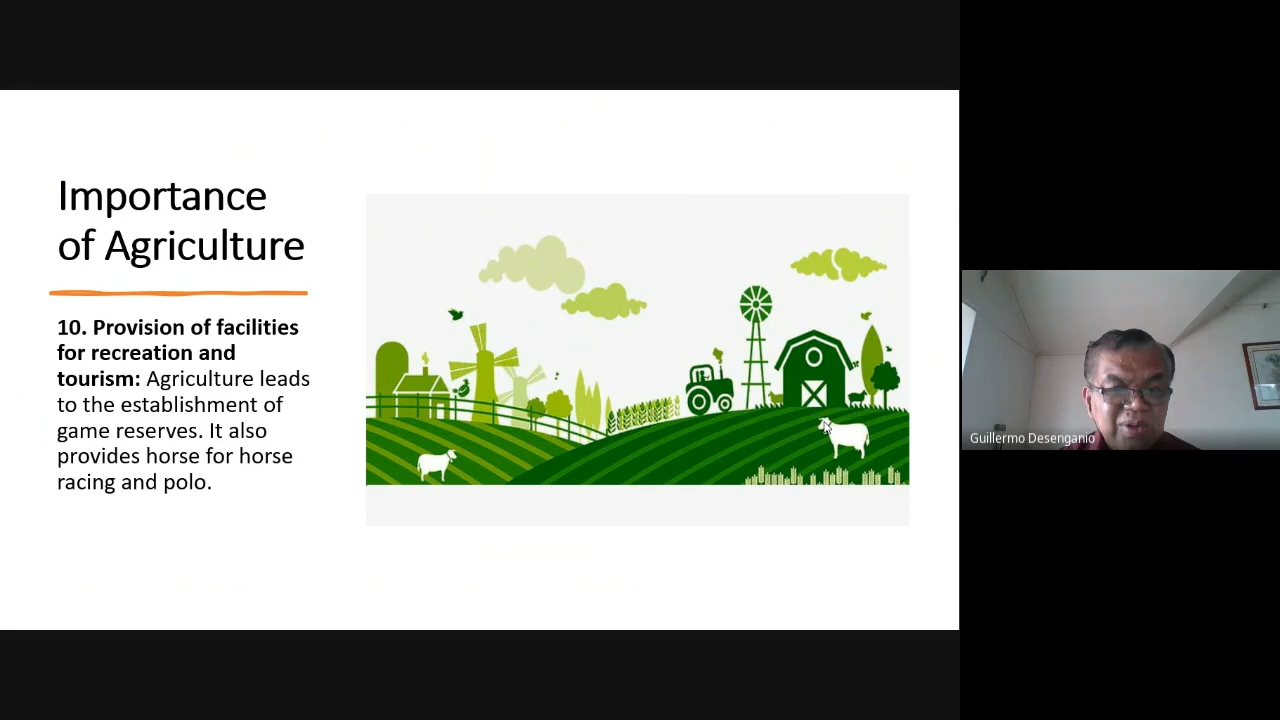 Importance
of Agriculture
10. Provision of facilities
for recreation and
tourism: Agriculture leads
to the establishment of
game reserves. It also
provides horse for horse
racing and polo.
Guillermo Desenganio